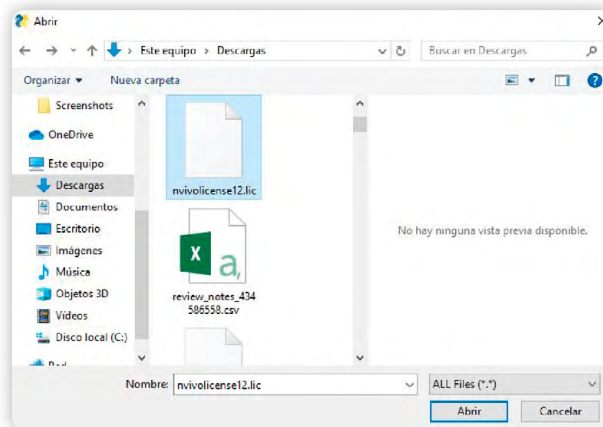 Abrir
Este equipo > Descargas
Buscar en Descargas
Organizar
Nueva carpeta
Screenshots
OneDrive
Este equipo
Descargas
Documentos
Escritorio
Imágenes
Música
Objetos 3D
Vídeos
Disco local (C:)
nvivolicense12.lic
review_notes_434
586558.csv
No hay ninguna vista previa disponible.
Nombre: nvivolicense12.lic
ALL Files (*.*)
Abrir
Cancelar